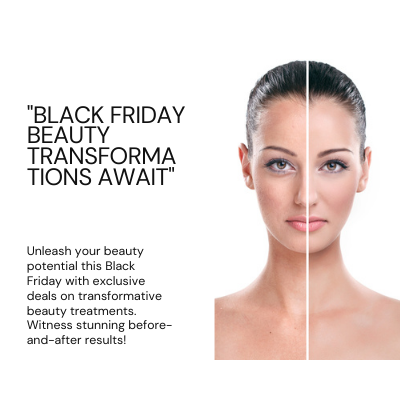 "BLACK FRIDAY
BEAUTY
TRANSFORMA
TIONS AWAIT"
Unleash your beauty
potential this Black
Friday with exclusive
deals on transformative
beauty treatments.
Witness stunning before-
and-after results!